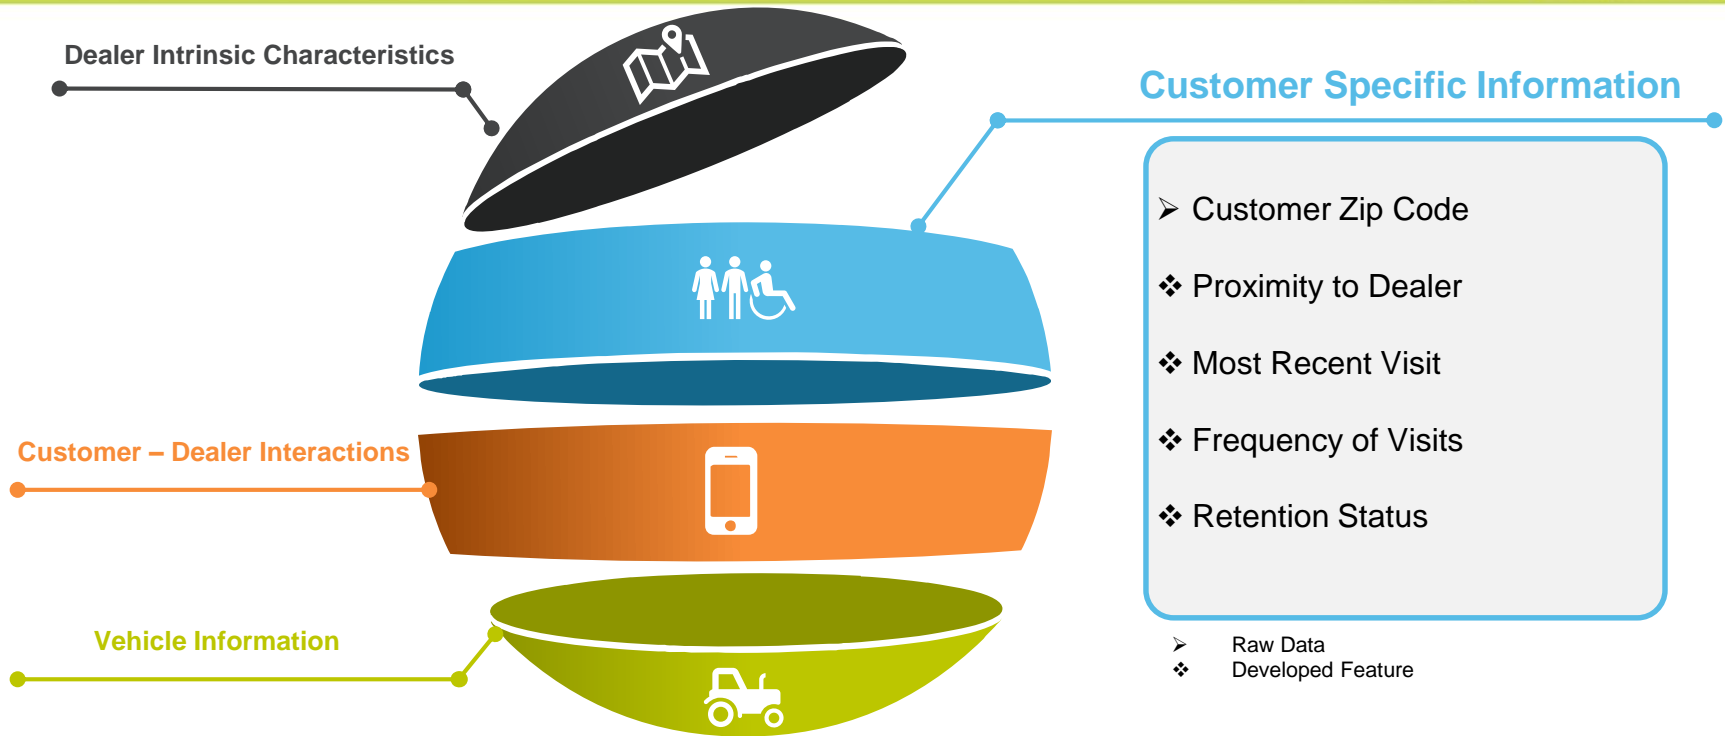 Dealer Intrinsic Characteristics
Customer Specific Information
➢ Customer Zip Code
❖ Proximity to Dealer
❖ Most Recent Visit
❖ Frequency of Visits
❖ Retention Status
Customer – Dealer Interactions
Vehicle Information
➢ Raw Data
❖ Developed Feature